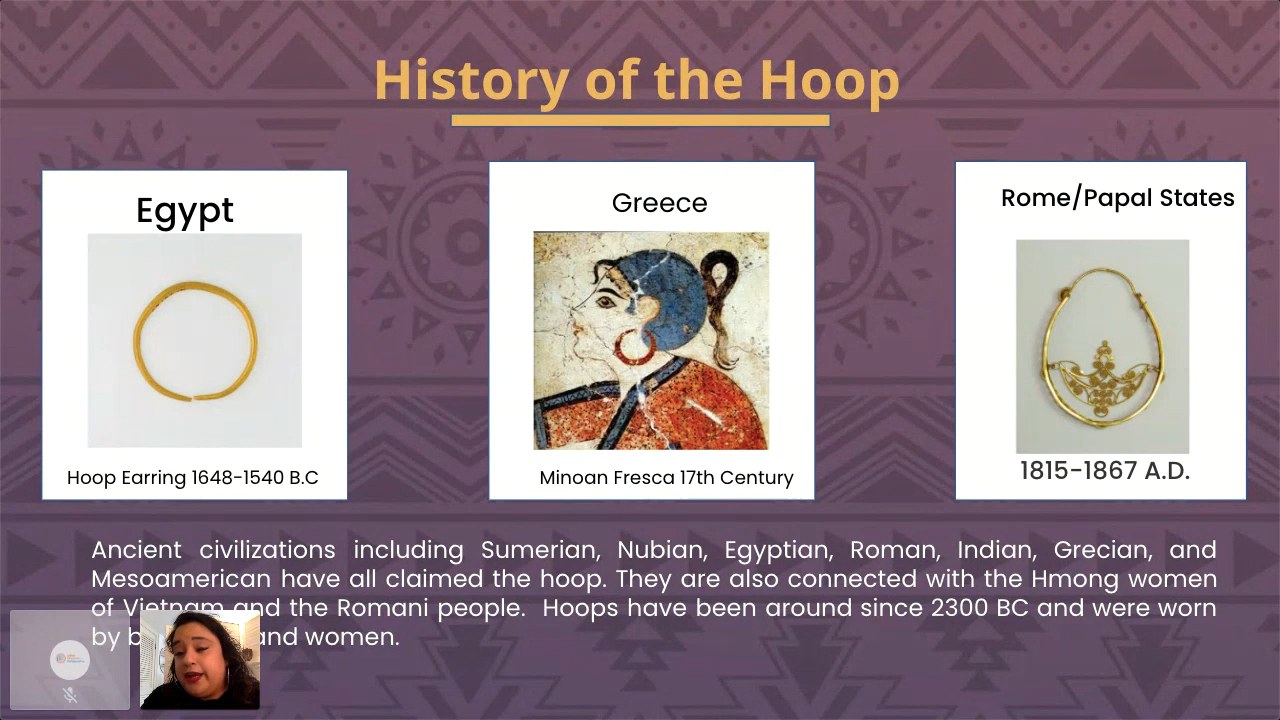 History of the Hoop
Egypt
Hoop Earring 1648-1540 B.C
Greece
Minoan Fresca 17th Century
Rome/Papal States
1815-1867 A.D.
Ancient civilizations including Sumerian, Nubian, Egyptian, Roman, Indian, Grecian, and
Mesoamerican have all claimed the hoop. They are also connected with the Hmong women
of Vietnam and the Romani people. Hoops have been around since 2300 BC and were worn
by and women.